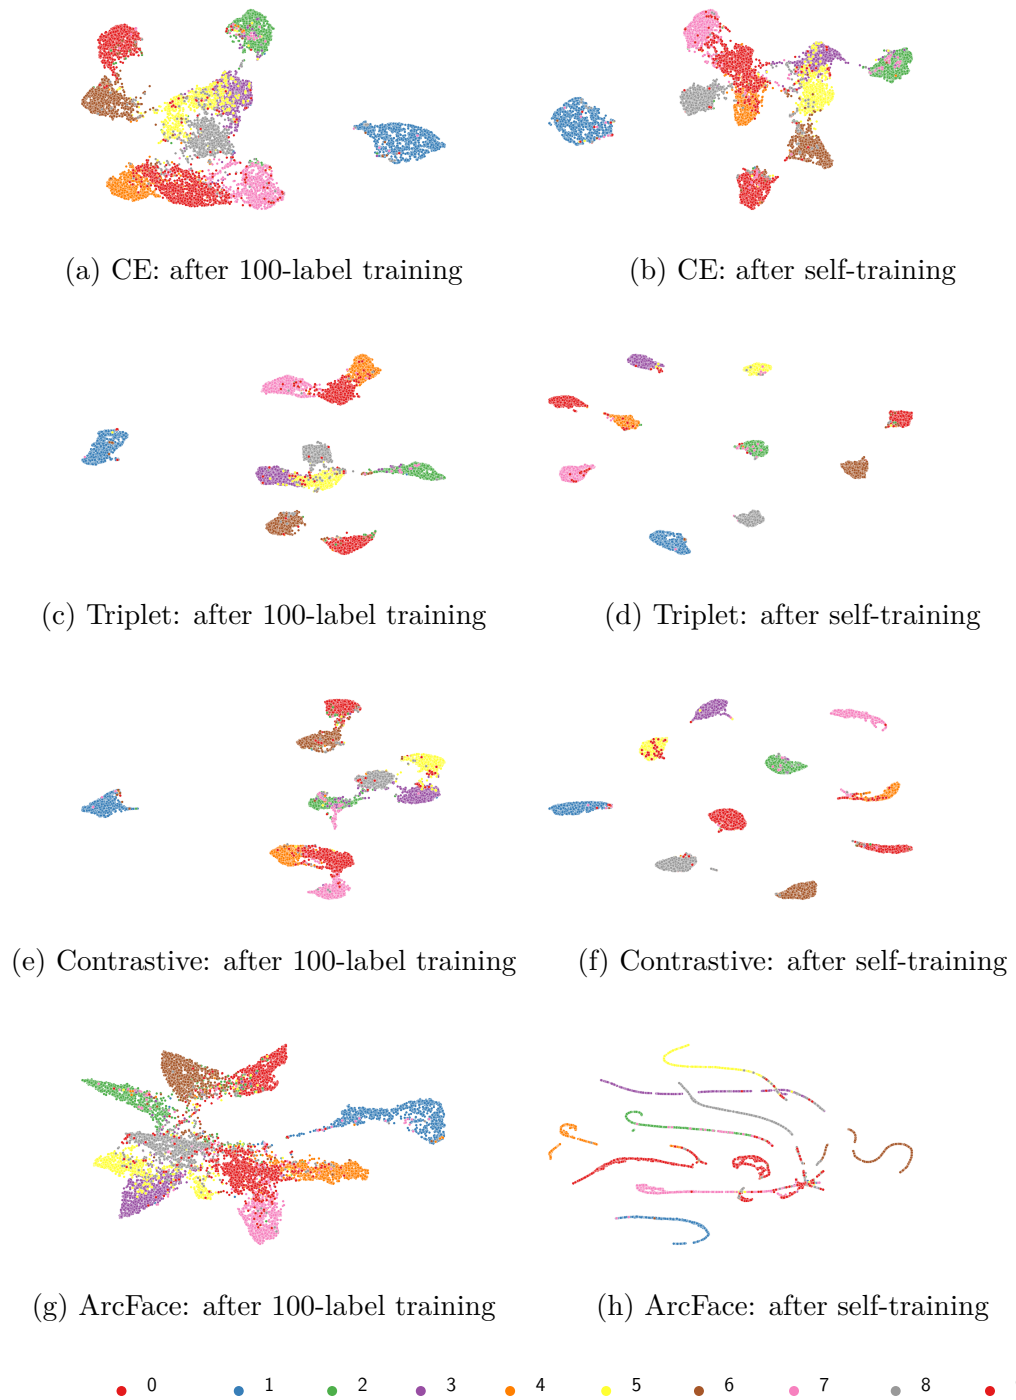 (a) CE: after 100-label training
(b) CE: after self-training
(c) Triplet: after 100-label training
(d) Triplet: after self-training
(e) Contrastive: after 100-label training
(f) Contrastive: after self-training
(g) ArcFace: after 100-label training
(h) ArcFace: after self-training
0 1 2 3 4 5 6 7 8